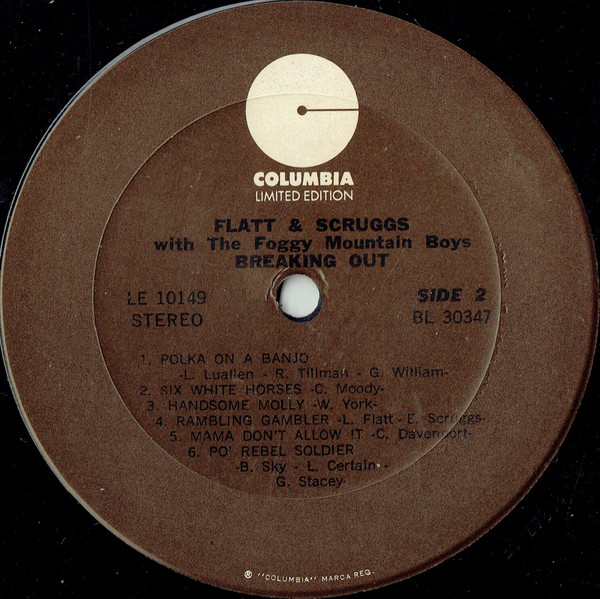 COLUMBIA
LIMITED EDITION
FLATT & SCRUGGS
with The Foggy Mountain Boys
BREAKING OUT
LE 10149
STEREO
SIDE 2
BL 30347
1. POLKA ON A BANJO
-L. Luallen - R. Tillman - G. William-
2. SIX WHITE HORSES -C. Moody-
3. HANDSOME MOLLY -W. York-
4. RAMBLING GAMBLER -L. Flatt - E. Scruggs-
5. MAMA DON'T ALLOW IT -C. Davenport-
6. PO' REBEL SOLDIER
-B. Sky - L. Certain -
G. Stacey-
® "COLUMBIA" MARCA REG.